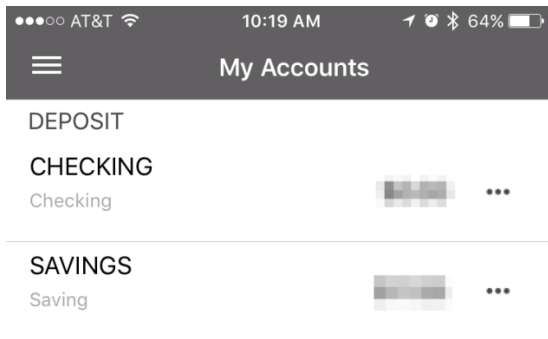 AT&T 10:19 AM 64%
My Accounts
DEPOSIT
CHECKING
Checking
SAVINGS
Saving